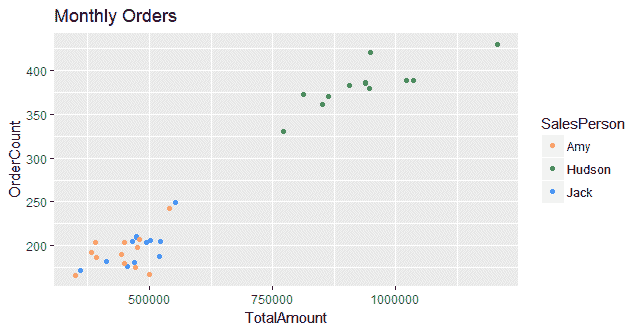 Monthly Orders
400
350
300
250
200
OrderCount
500000
750000
1000000
TotalAmount
SalesPerson
Amy
Hudson
Jack